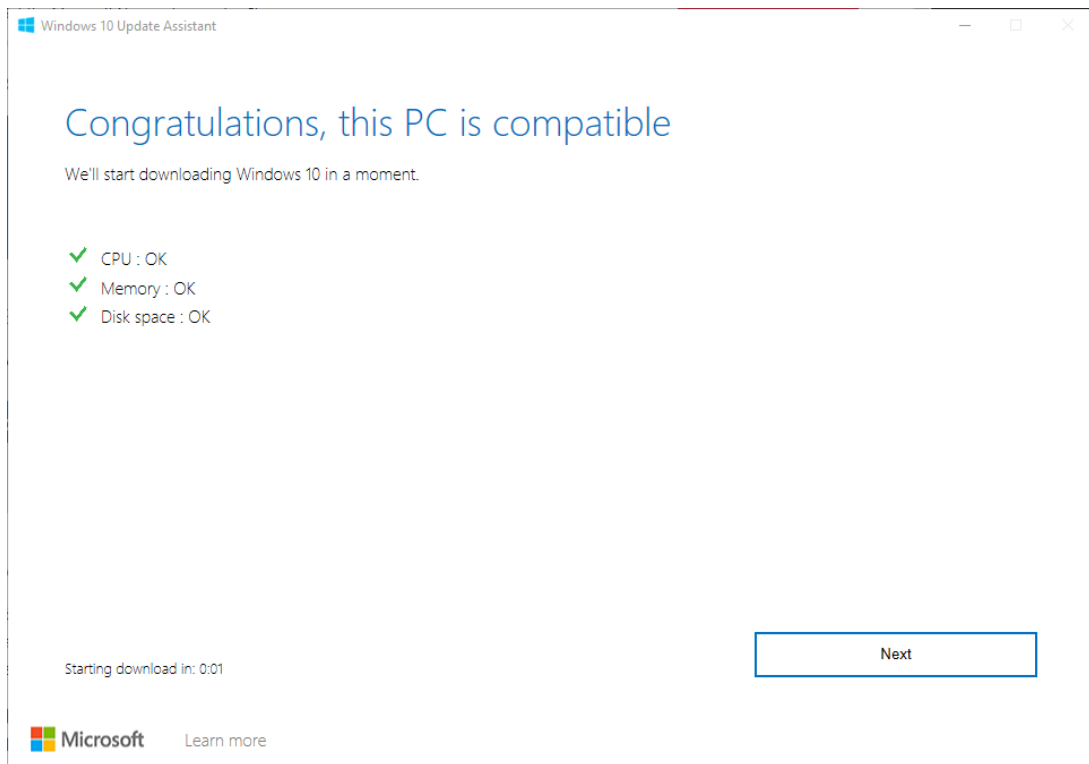 Windows 10 Update Assistant
Congratulations, this PC is compatible
We'll start downloading Windows 10 in a moment.
CPU : OK
Memory : OK
Disk space : OK
Next
Starting download in: 0:01
Microsoft Learn more